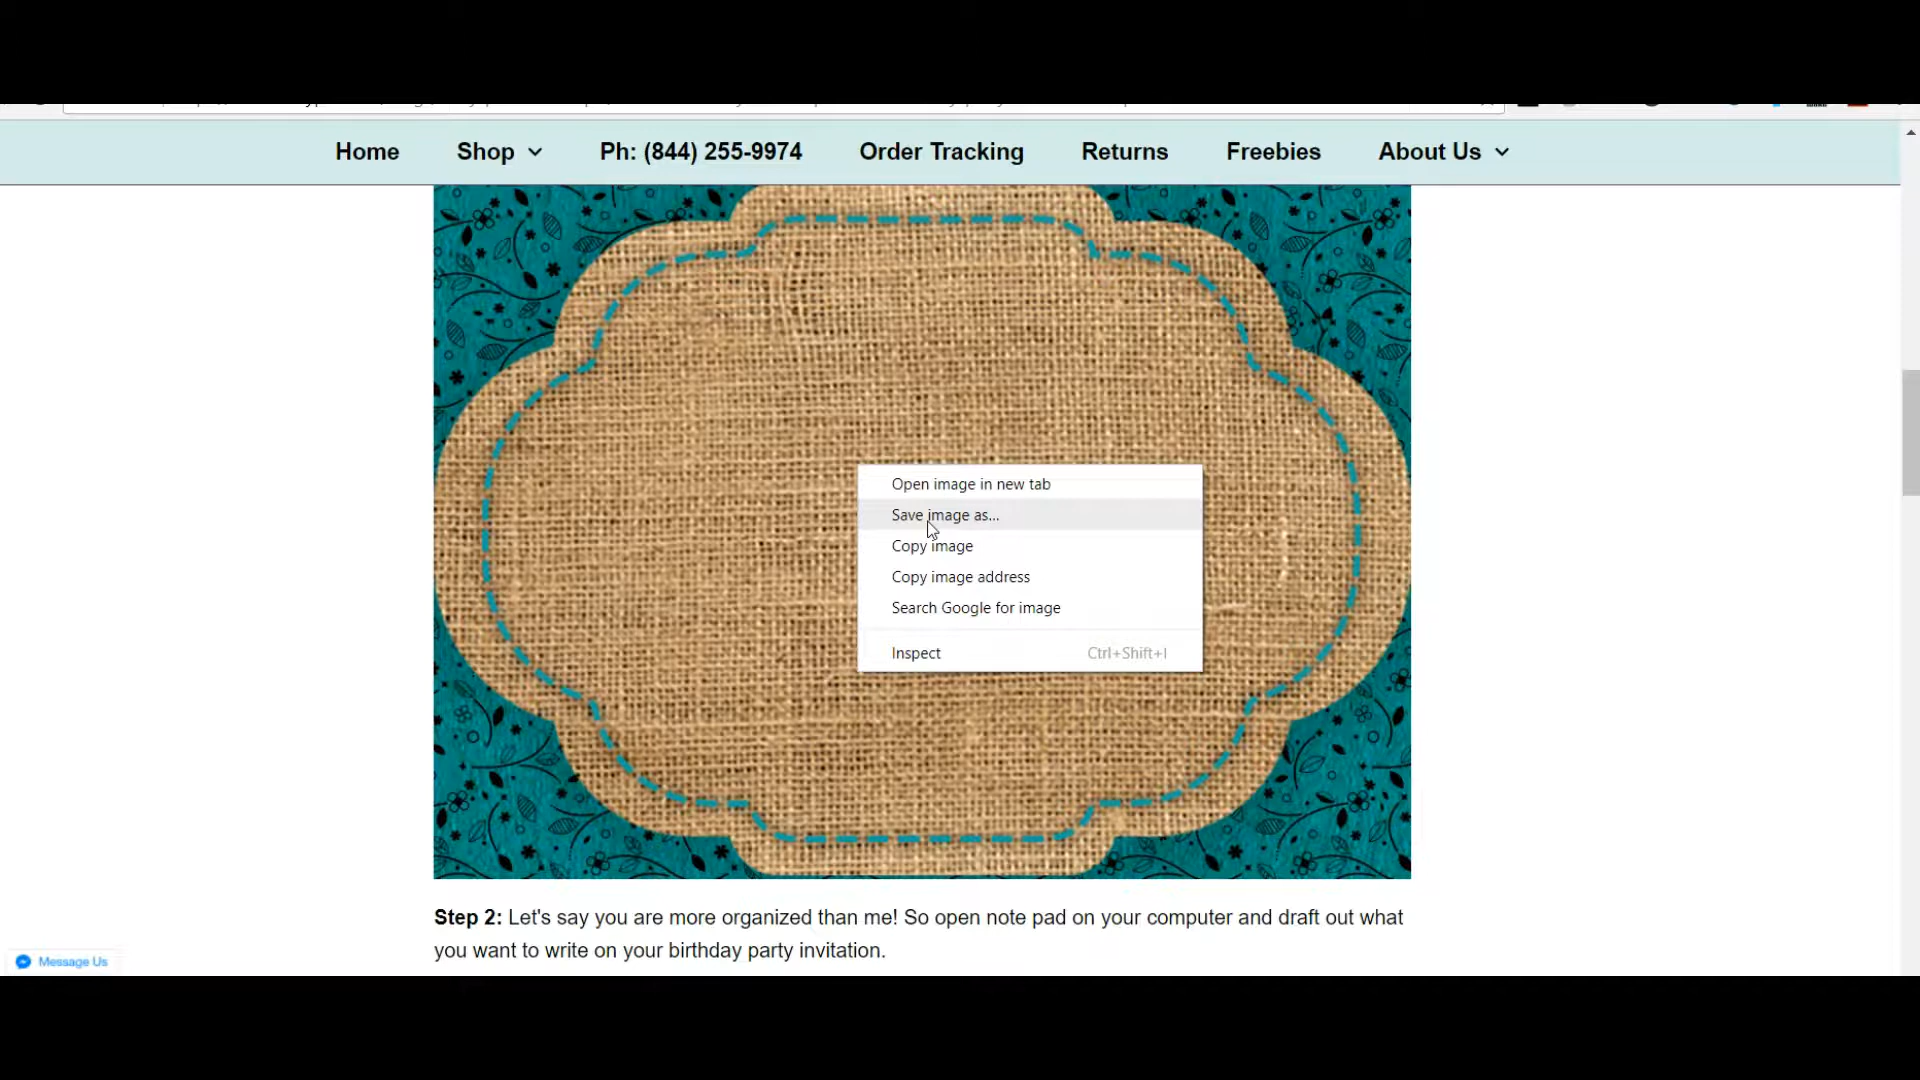 Home Shop Ph: (844) 255-9974 Order Tracking Returns Freebies About Us
Open image in new tab
Save image as...
Copy image
Copy image address
Search Google for image
Inspect Ctrl+Shift+I
Step 2: Let's say you are more organized than me! So open note pad on your computer and draft out what
you want to write on your birthday party invitation.
Message Us